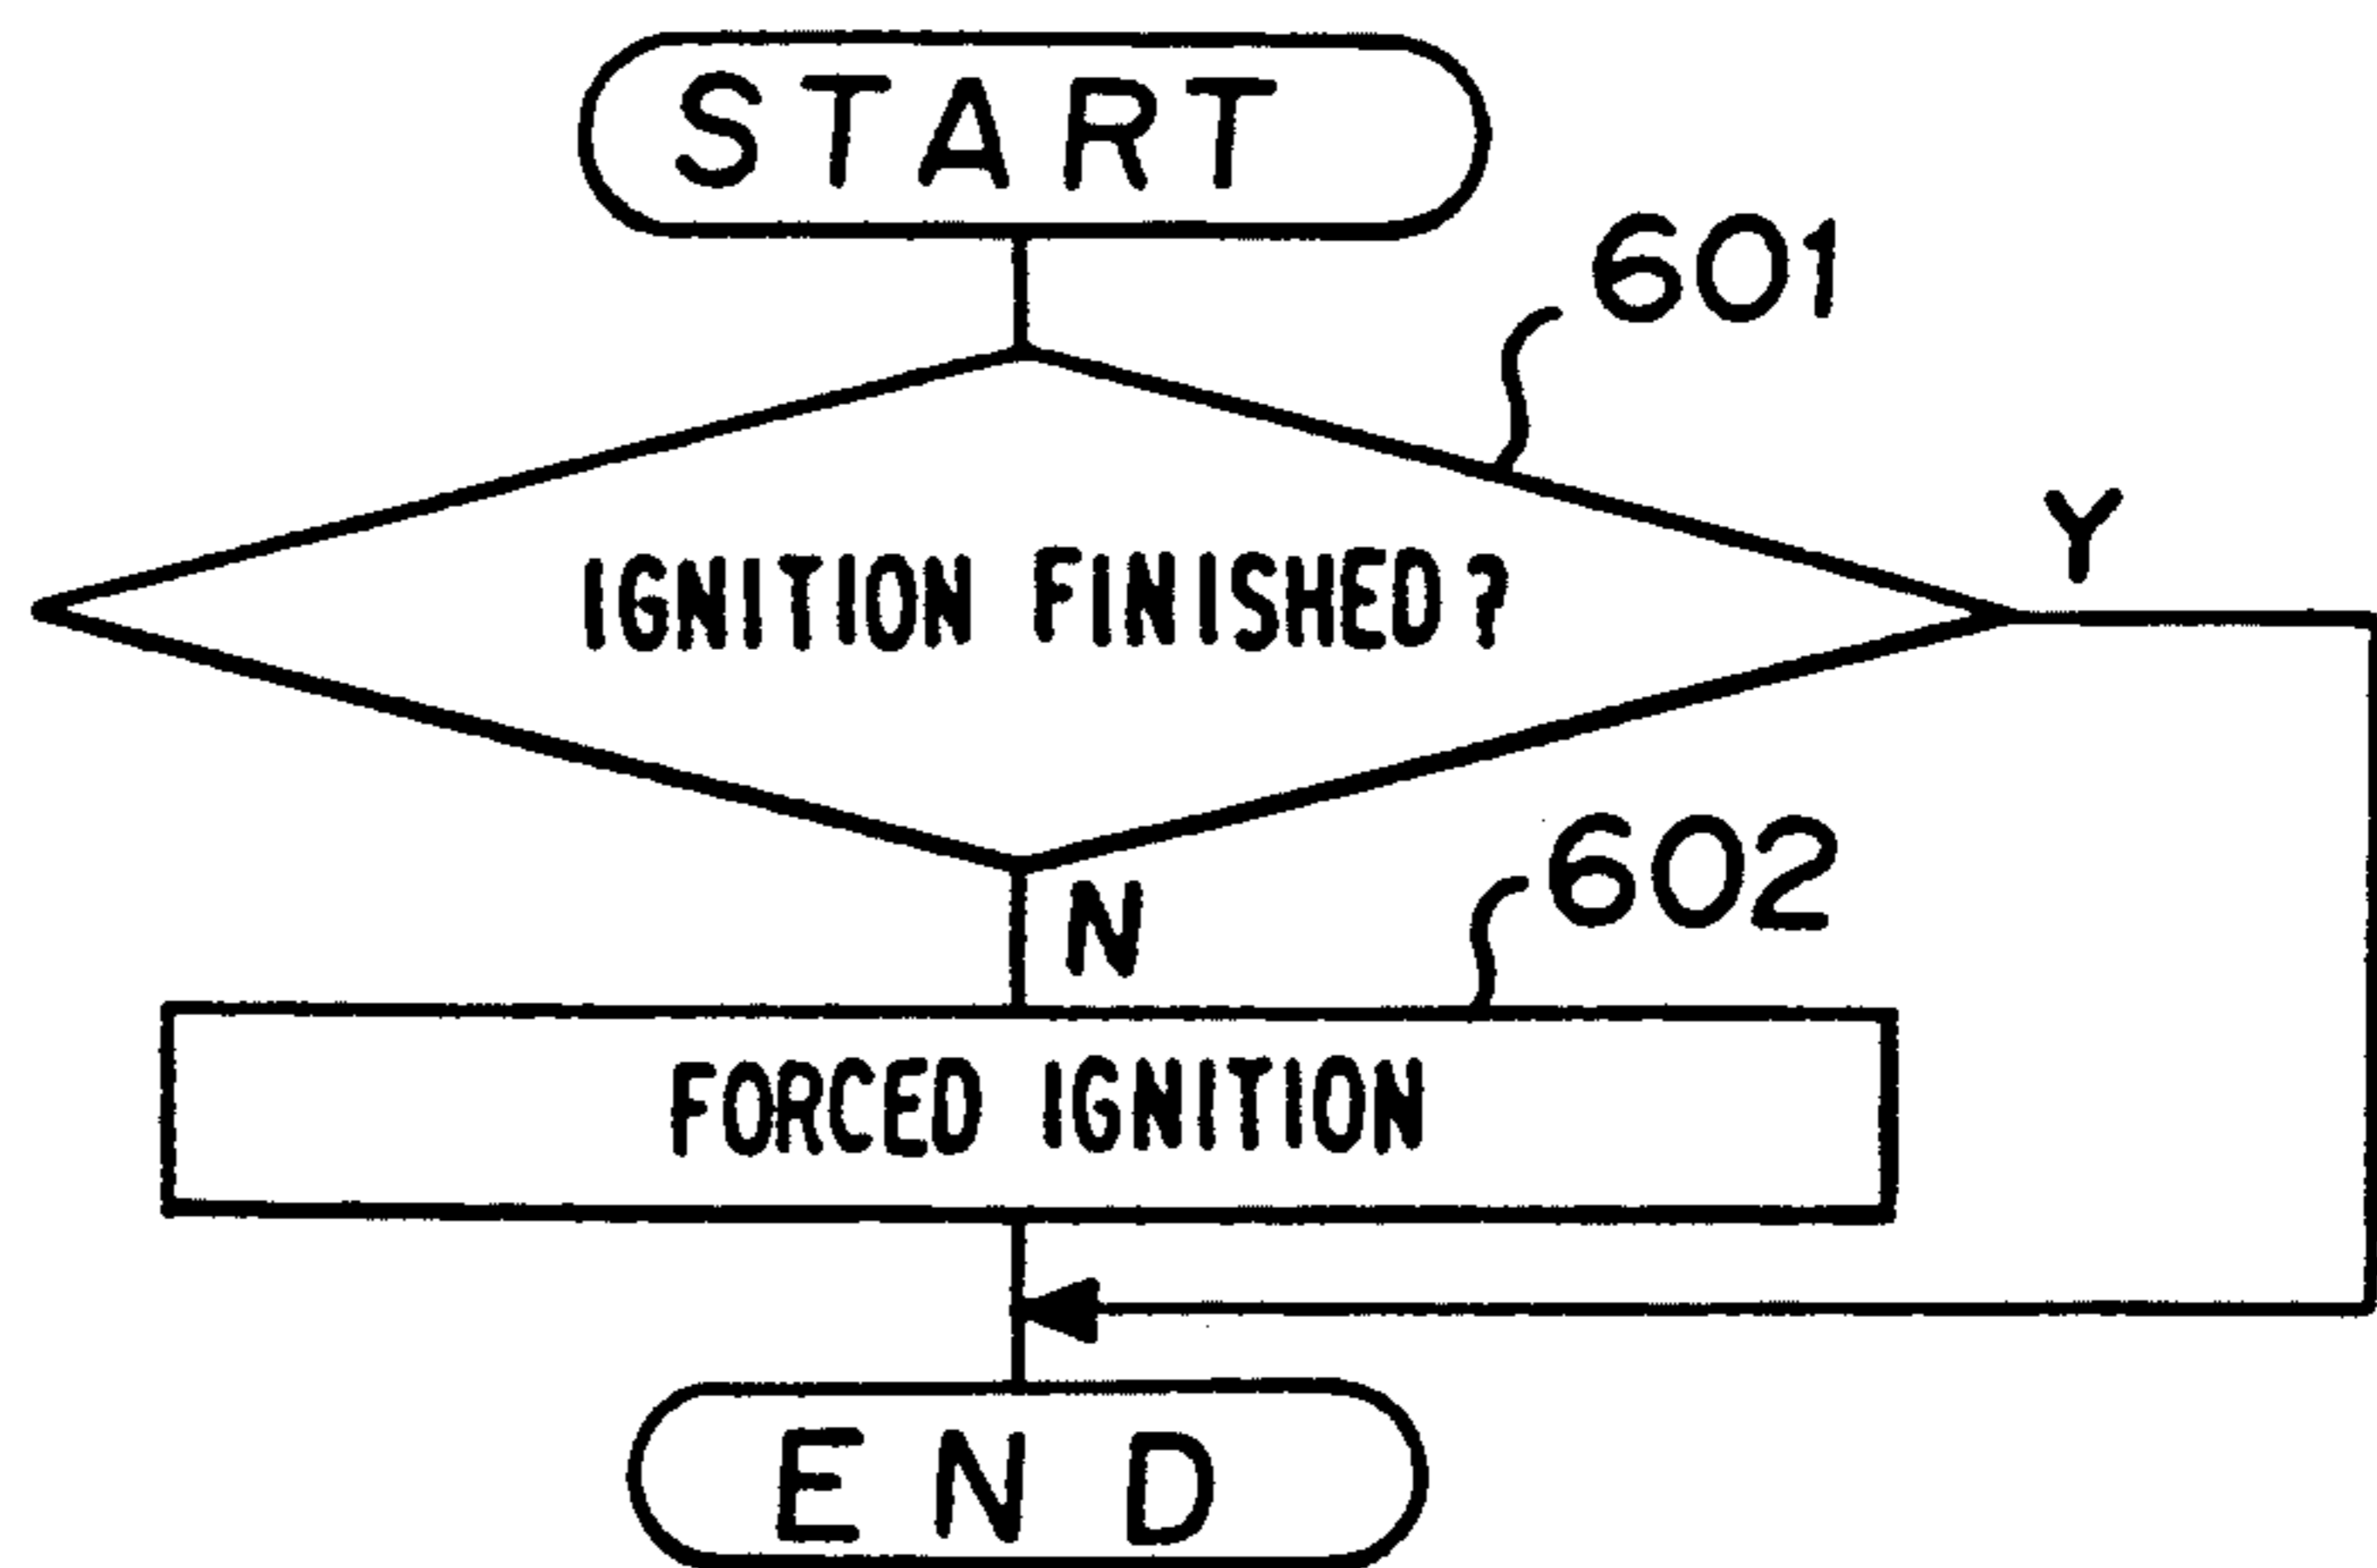 START
601
IGNITION FINISHED?
Y
N
602
FORCED IGNITION
END